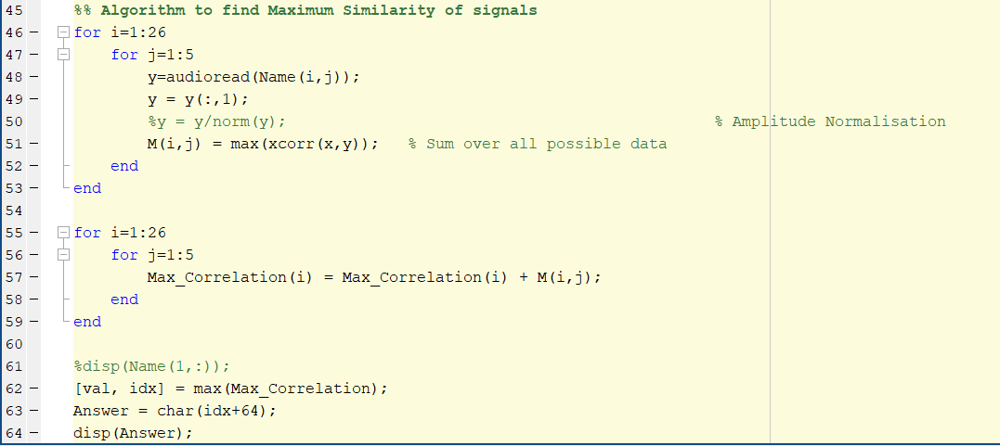 45 %% Algorithm to find Maximum Similarity of signals
46 – for i=1:26
47 – for j=1:5
48 – y=audioread(Name(i,j));
49 – y = y(:,1);
50 %y = y/norm(y); % Amplitude Normalisation
51 – M(i,j) = max(xcorr(x,y)); % Sum over all possible data
52 – end
53 – end
54
55 – for i=1:26
56 – for j=1:5
57 – Max_Correlation(i) = Max_Correlation(i) + M(i,j);
58 – end
59 – end
60
61 %disp(Name(1,:));
62 – [val, idx] = max(Max_Correlation);
63 – Answer = char(idx+64);
64 – disp(Answer);